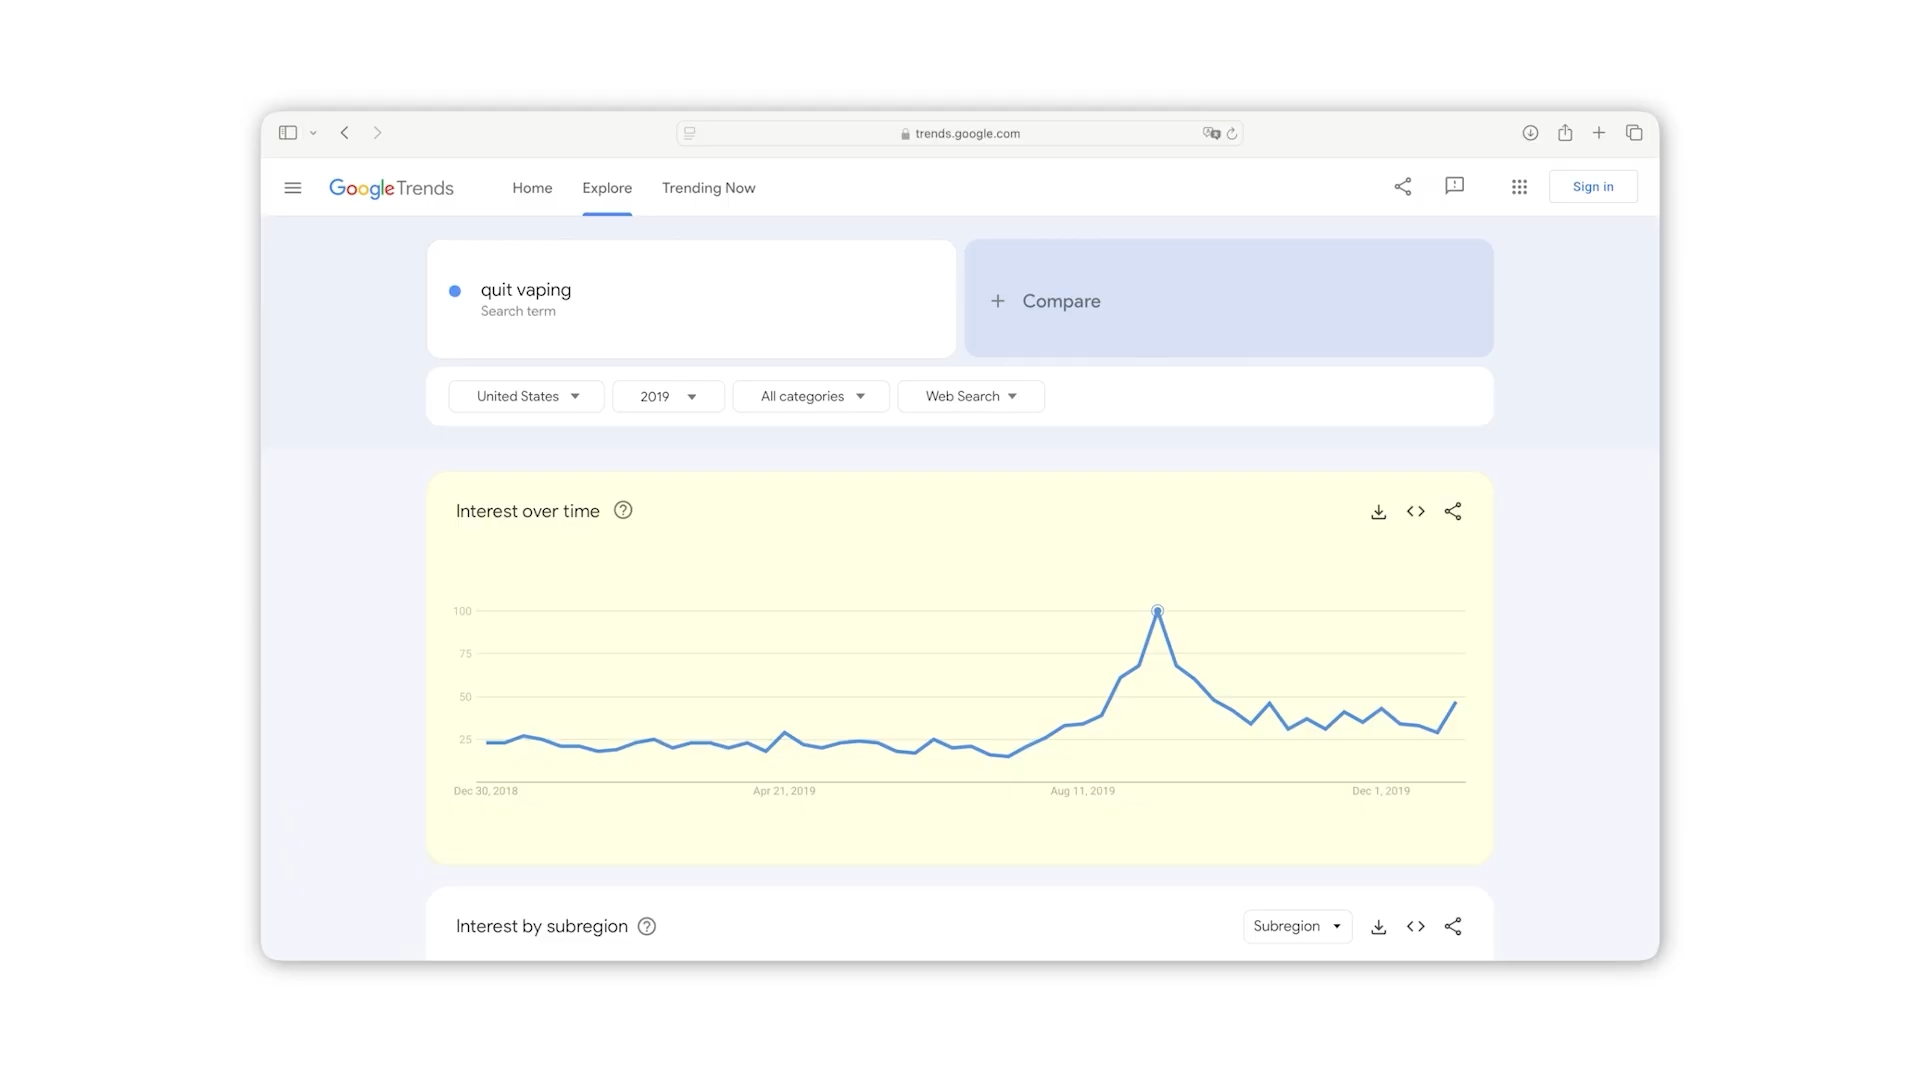 trends.google.com
Google Trends Home Explore Trending Now Sign in
quit vaping
Search term
+ Compare
United States 2019 All categories Web Search
Interest over time
100
75
50
25
Dec 30, 2018 Apr 21, 2019 Aug 11, 2019 Dec 1, 2019
Interest by subregion Subregion